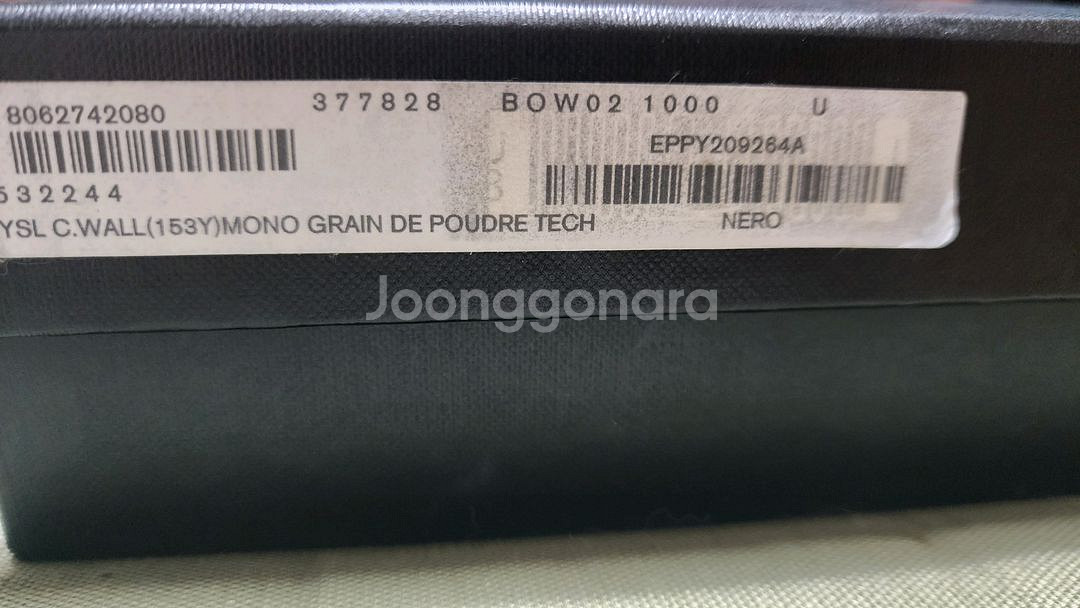 8062742080 377828 BOW02 1000 U
EPPY209264A
532244
YSL C.WALL(153Y)MONO GRAIN DE POUDRE TECH NERO
Joonggonara